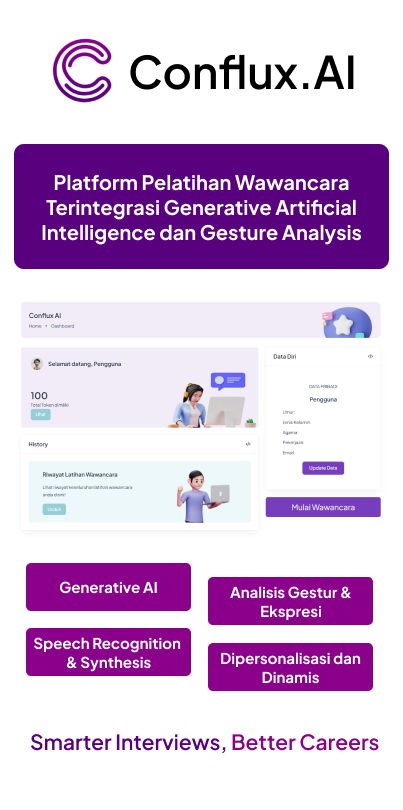 Conflux.AI
Platform Pelatihan Wawancara
Terintegrasi Generative Artificial
Intelligence dan Gesture Analysis
Conflux AI
Home • Dashboard
Selamat datang, Pengguna
100
Total Token dimiliki
Lihat
Data Diri
DATA PRIBADI
Pengguna
Umur:
Jenis Kelamin:
Agama:
Pekerjaan:
Email:
Update Data
History
Riwayat Latihan Wawancara
Lihat riwayat keseluruhan latihan wawancara
anda disini!
Mulai Wawancara
Generative AI
Analisis Gestur &
Ekspresi
Speech Recognition
& Synthesis
Dipersonalisasi dan
Dinamis
Smarter Interviews, Better Careers